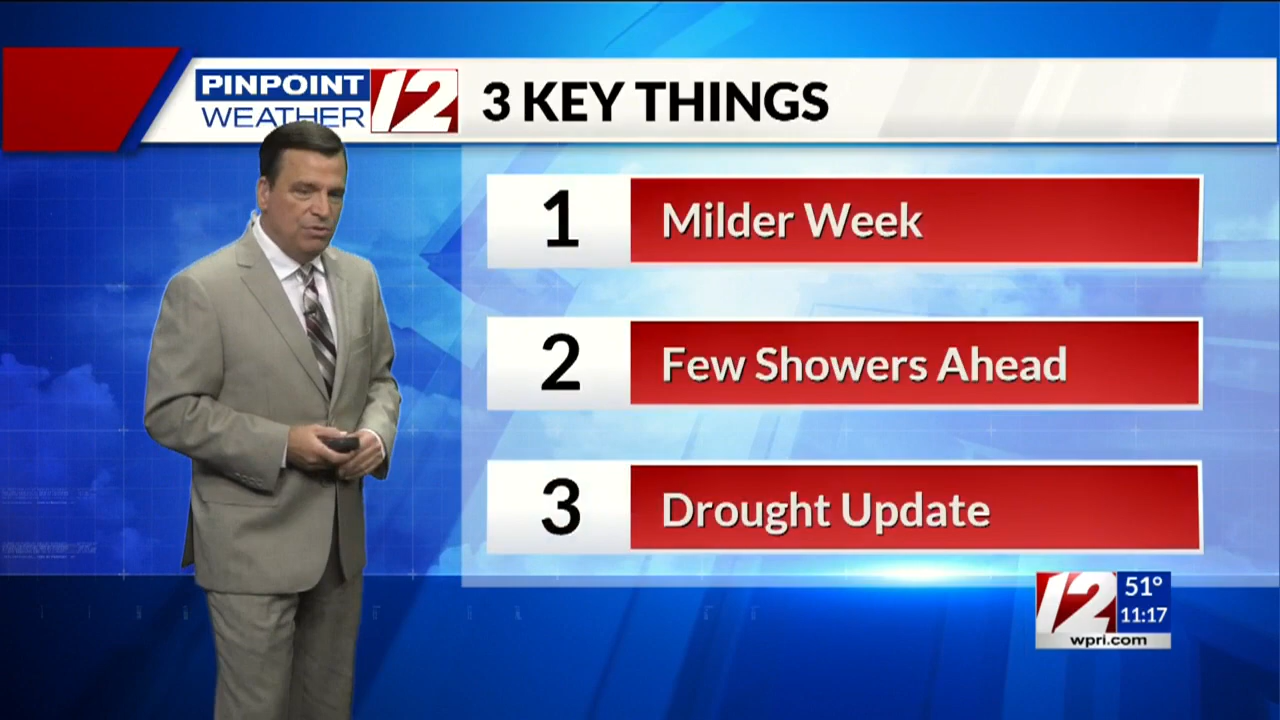 PINPOINT
WEATHER
12
3 KEY THINGS
1
Milder Week
2
Few Showers Ahead
3
Drought Update
12
51°
11:17
wpri.com